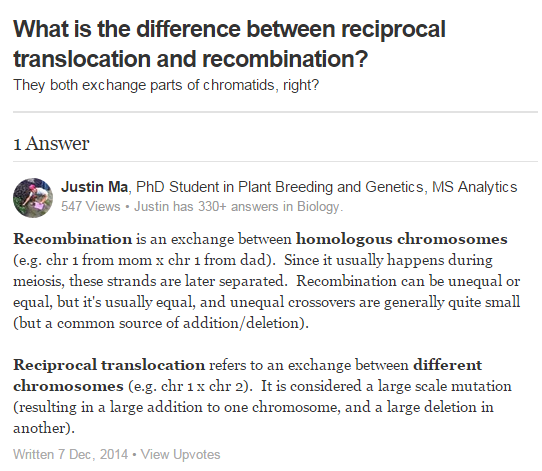 What is the difference between reciprocal
translocation and recombination?
They both exchange parts of chromatids, right?
1 Answer
Justin Ma, PhD Student in Plant Breeding and Genetics, MS Analytics
547 Views • Justin has 330+ answers in Biology.
Recombination is an exchange between homologous chromosomes
(e.g. chr 1 from mom x chr 1 from dad).  Since it usually happens during
meiosis, these strands are later separated.  Recombination can be unequal or
equal, but it's usually equal, and unequal crossovers are generally quite small
(but a common source of addition/deletion).
Reciprocal translocation refers to an exchange between different
chromosomes (e.g. chr 1 x chr 2).  It is considered a large scale mutation
(resulting in a large addition to one chromosome, and a large deletion in
another).
Written 7 Dec, 2014 • View Upvotes